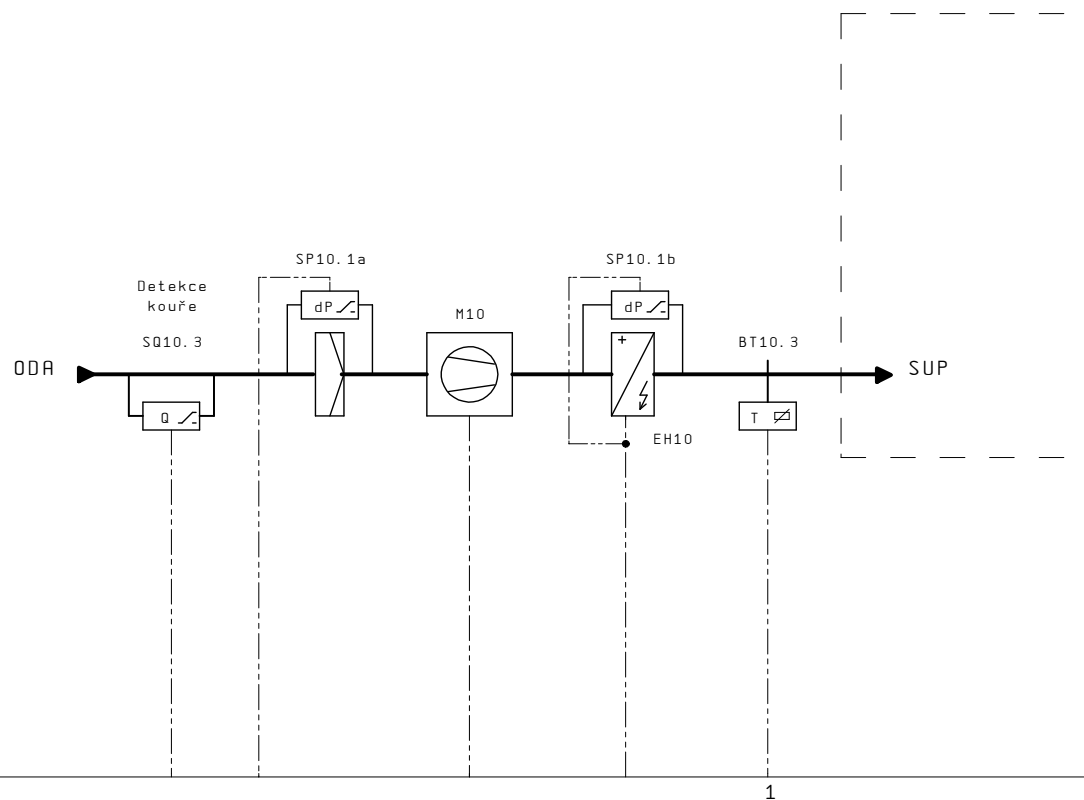 SP10.1a
SP10.1b
Detekce
kouře
dP
dP
M10
SQ10.3
BT10.3
+
ODA
SUP
Q
T
EH10
1